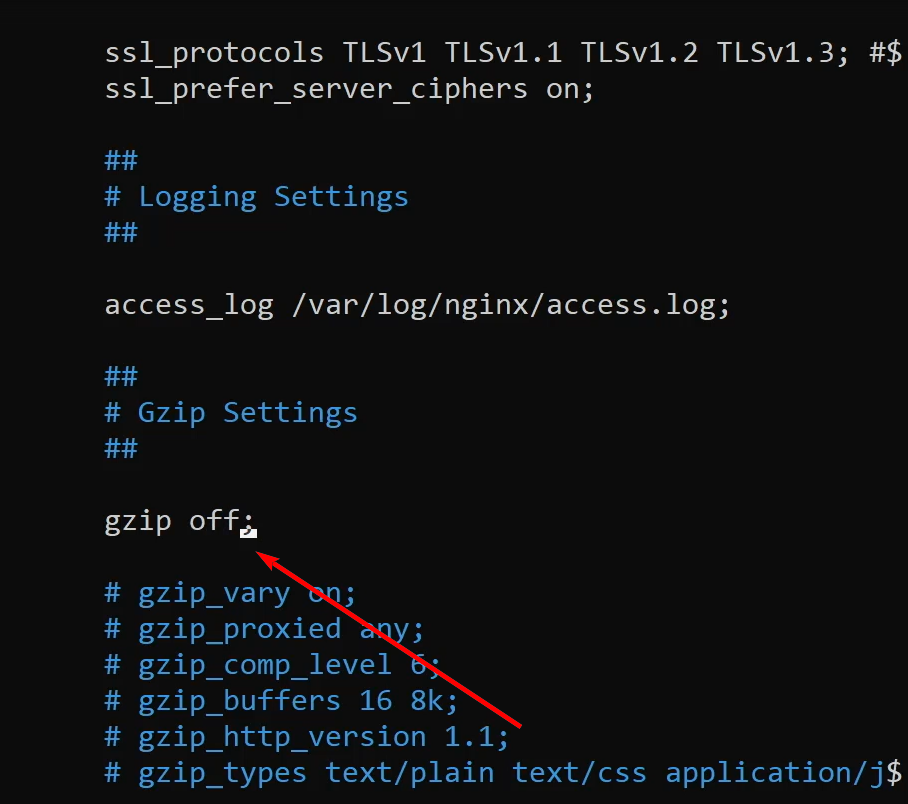 ssl_protocols TLSv1 TLSv1.1 TLSv1.2 TLSv1.3; #$
ssl_prefer_server_ciphers on;
##
# Logging Settings
##
access_log /var/log/nginx/access.log;
##
# Gzip Settings
##
gzip off;
# gzip_vary on;
# gzip_proxied any;
# gzip_comp_level 6;
# gzip_buffers 16 8k;
# gzip_http_version 1.1;
# gzip_types text/plain text/css application/j$